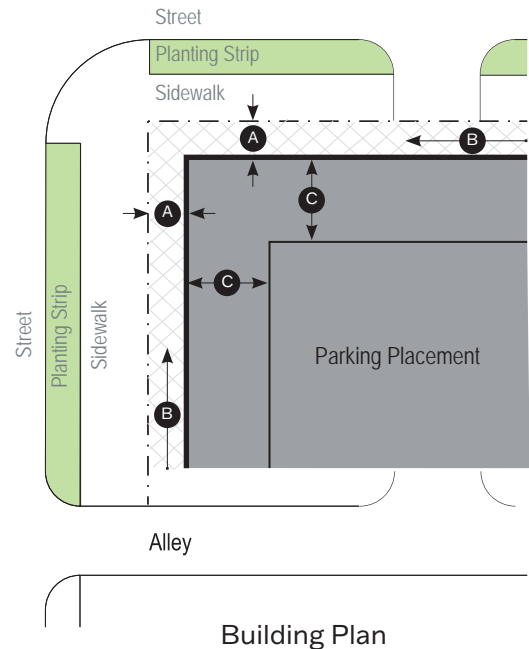 Street
Planting Strip
Sidewalk
A
B
C
A
C
Street
Planting Strip
Sidewalk
Parking Placement
B
Alley
Building Plan